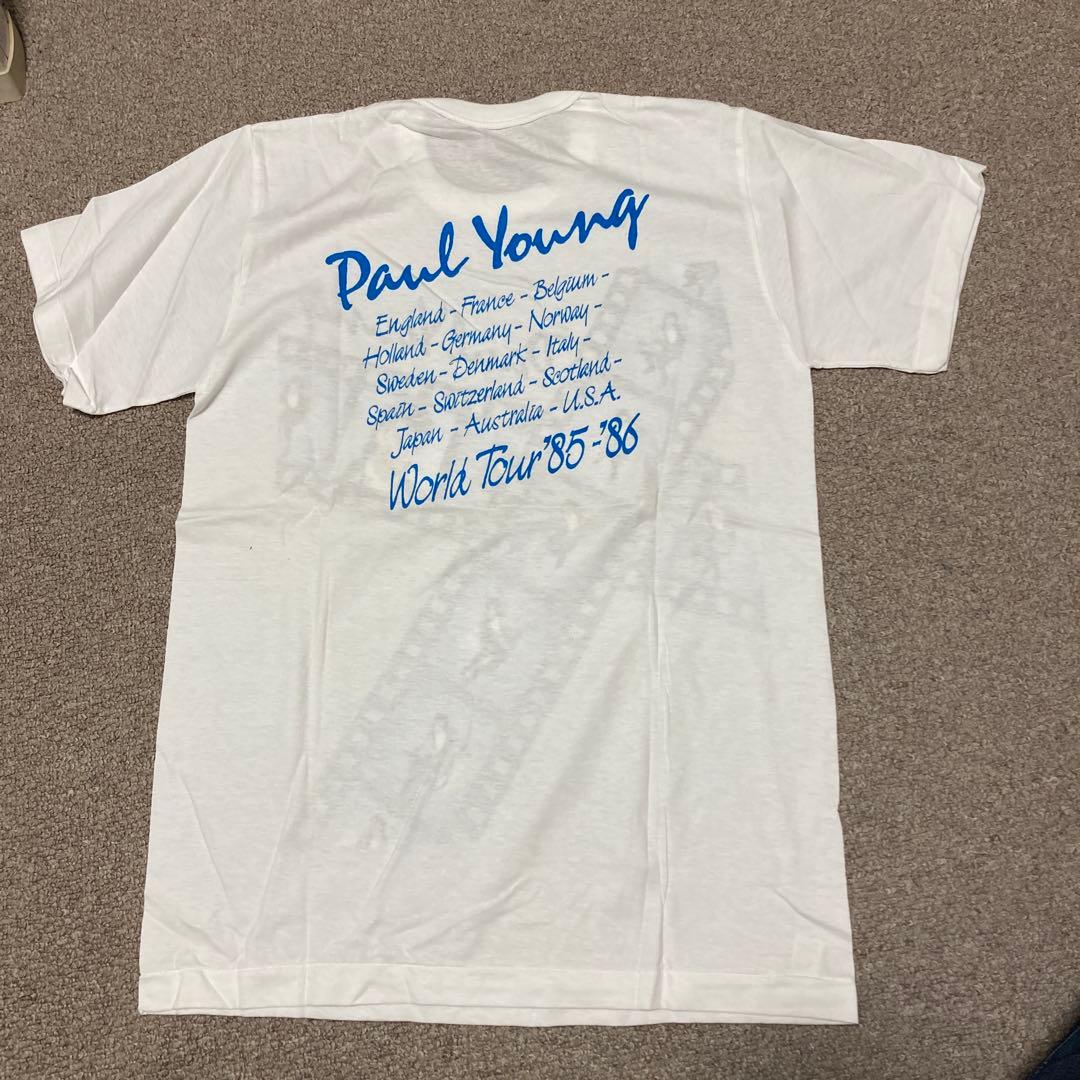 Paul Young
England - France - Belgium -
Holland - Germany - Norway -
Sweden - Denmark - Italy -
Spain - Switzerland - Scotland -
Japan - Australia - U.S.A.
World Tour '85-'86